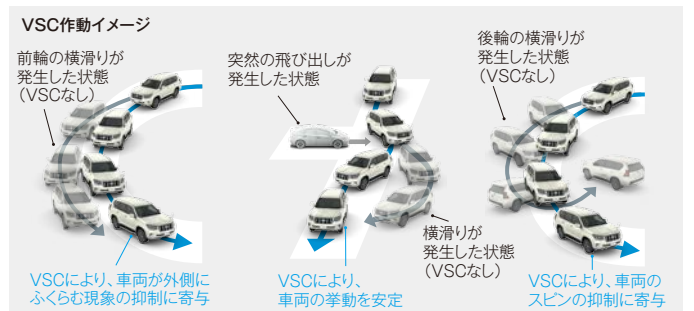 VSC作動イメージ
前輪の横滑りが
発生した状態
（VSCなし）
VSCにより、車両が外側に
ふくらむ現象の抑制に寄与
突然の飛び出しが
発生した状態
横滑りが
発生した状態
（VSCなし）
VSCにより、
車両の挙動を安定
後輪の横滑りが
発生した状態
（VSCなし）
VSCにより、車両の
スピンの抑制に寄与